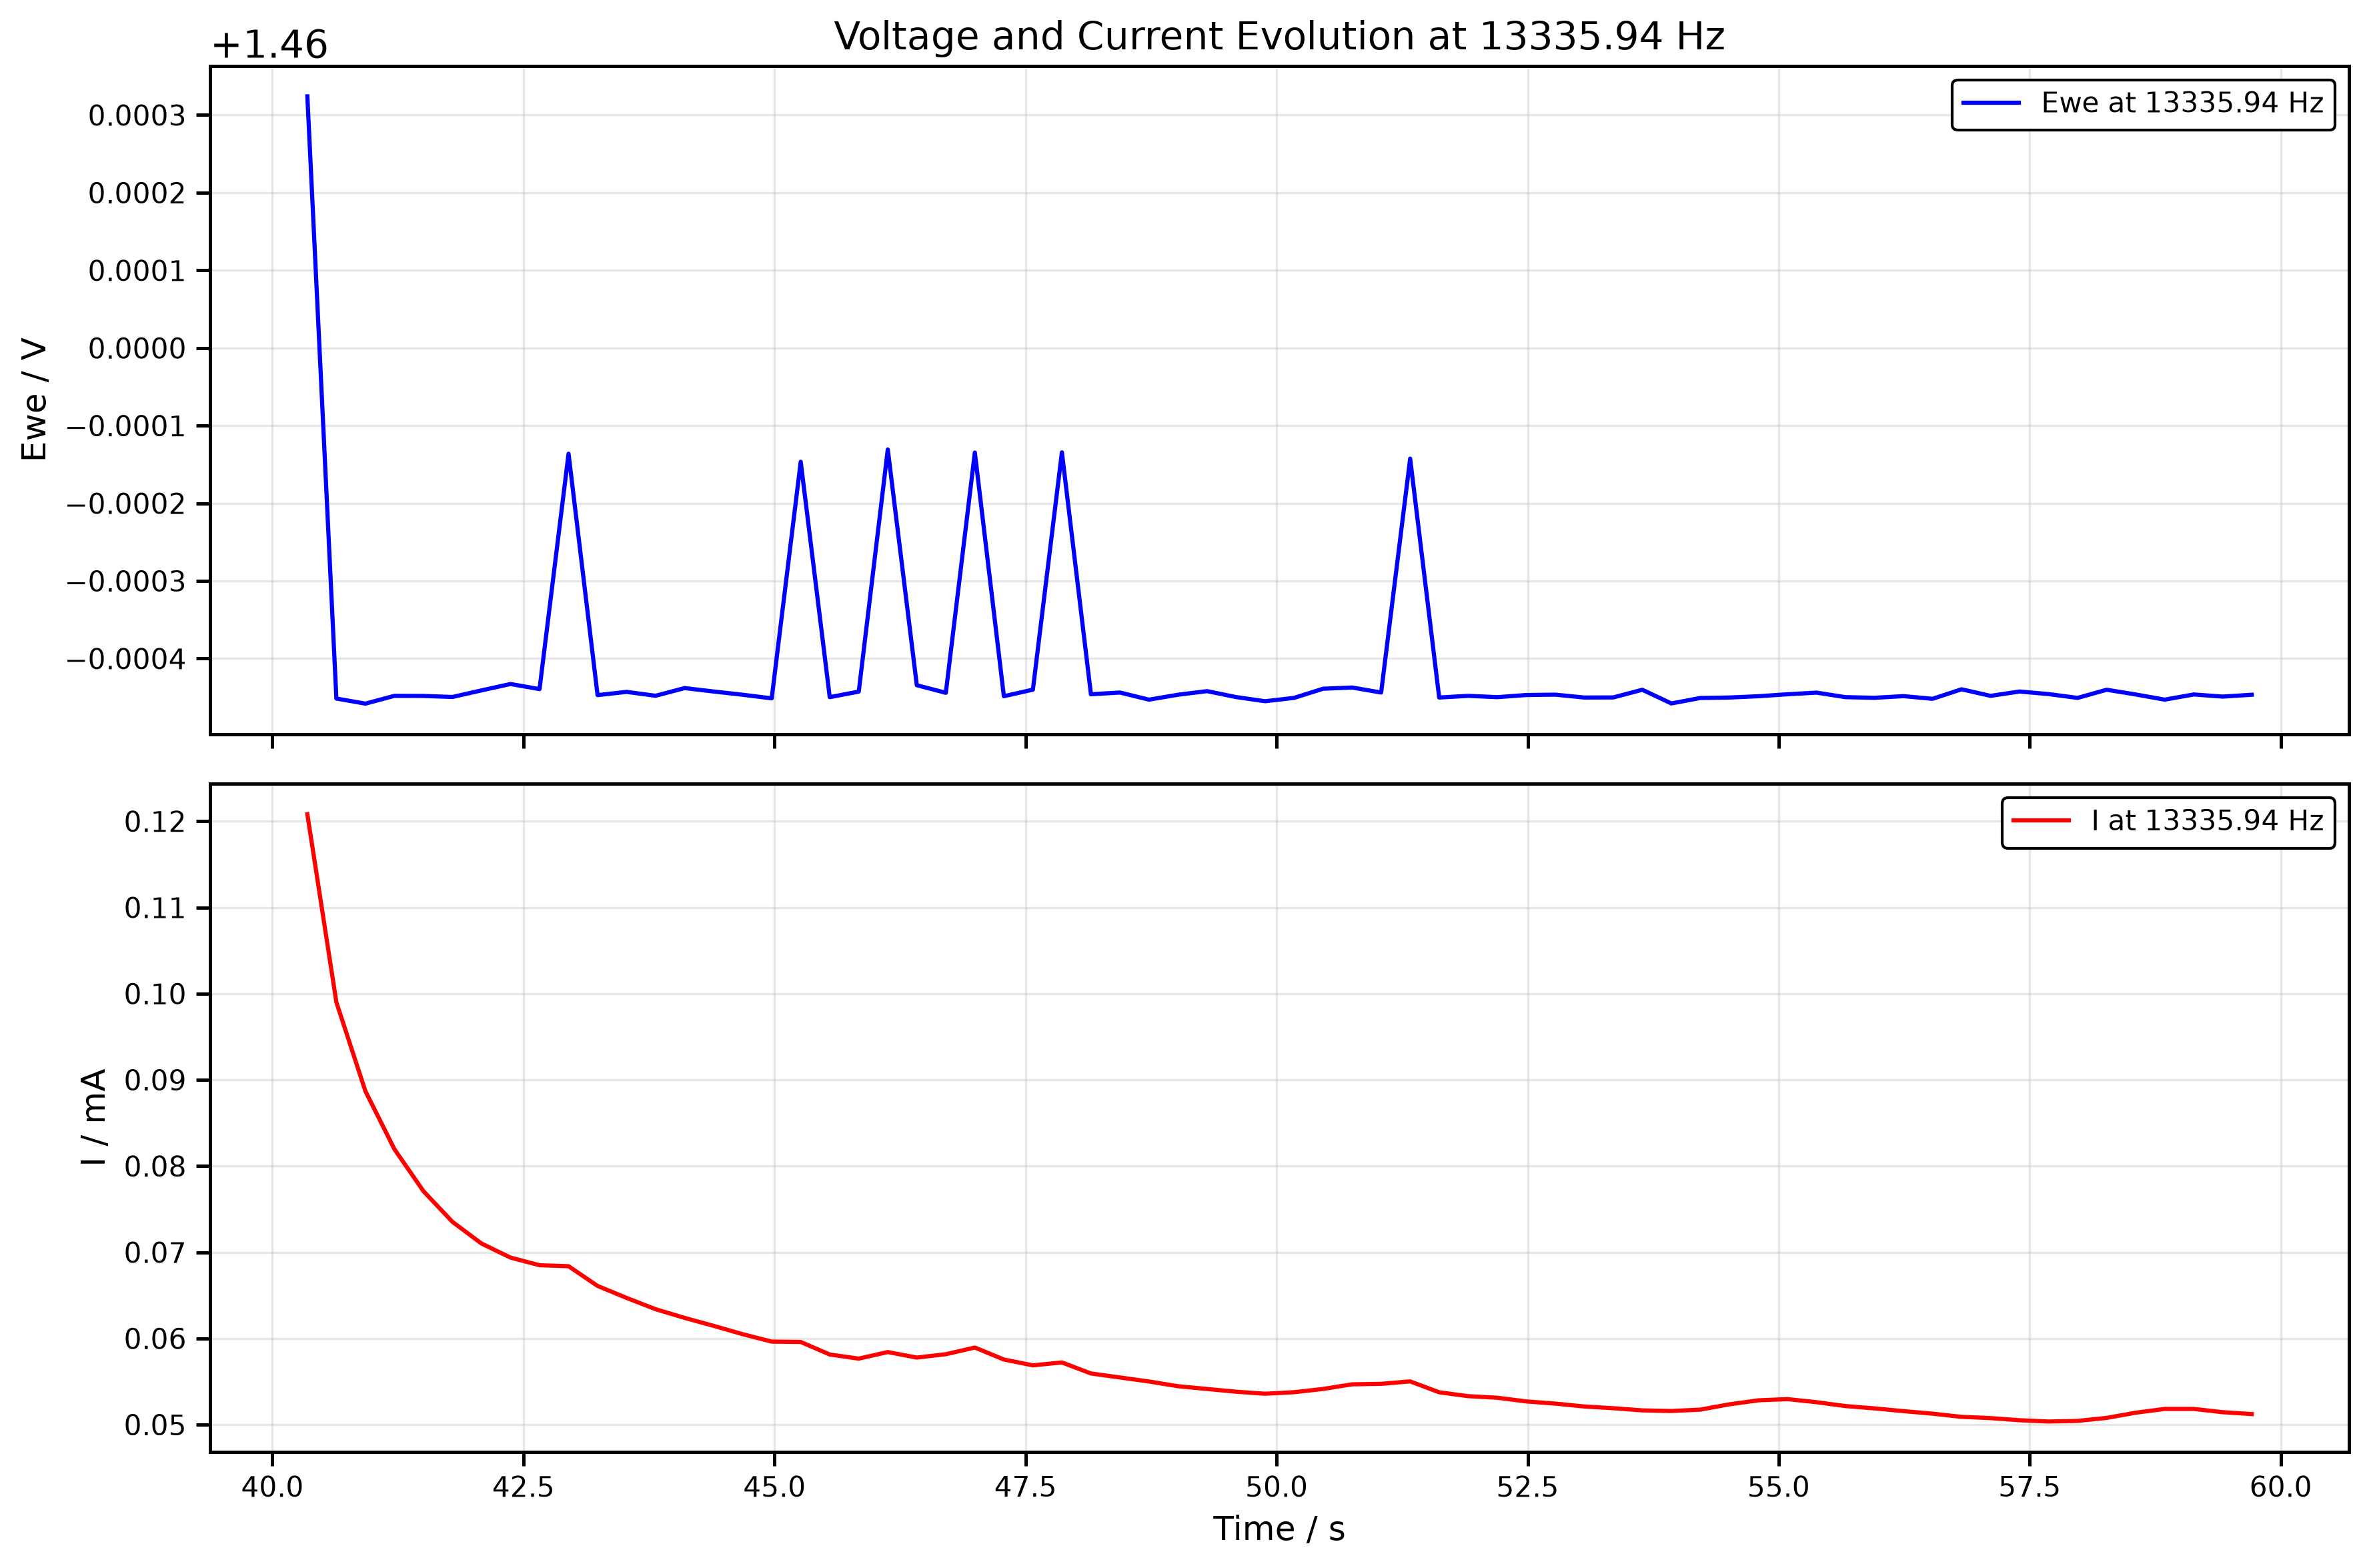 Voltage and Current Evolution at 13335.94 Hz
+1.46
Ewe at 13335.94 Hz
0.0003
0.0002
0.0001
0.0000
−0.0001
−0.0002
−0.0003
−0.0004
Ewe / V
I at 13335.94 Hz
0.12
0.11
0.10
0.09
0.08
0.07
0.06
0.05
I / mA
40.0 42.5 45.0 47.5 50.0 52.5 55.0 57.5 60.0
Time / s